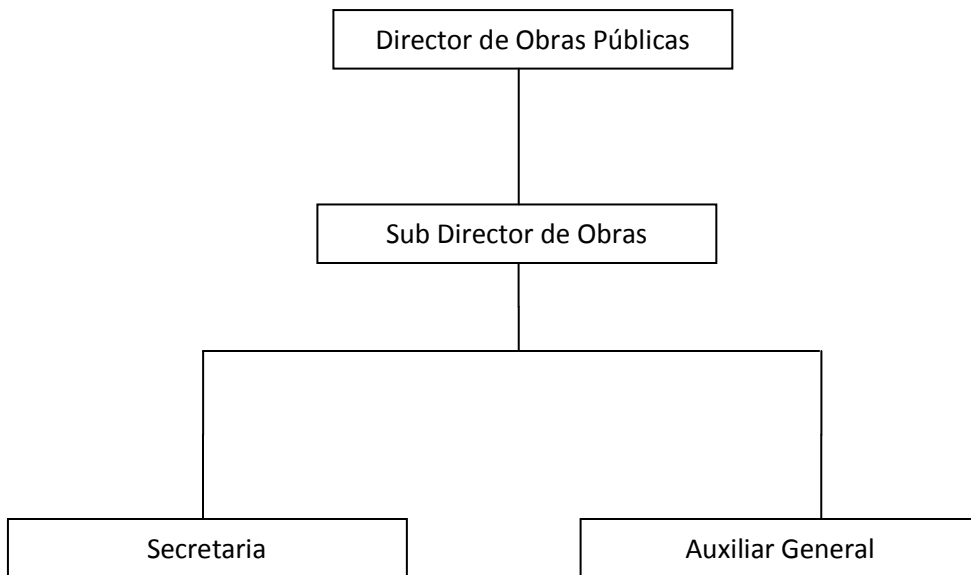 Director de Obras Públicas
Sub Director de Obras
Secretaria
Auxiliar General